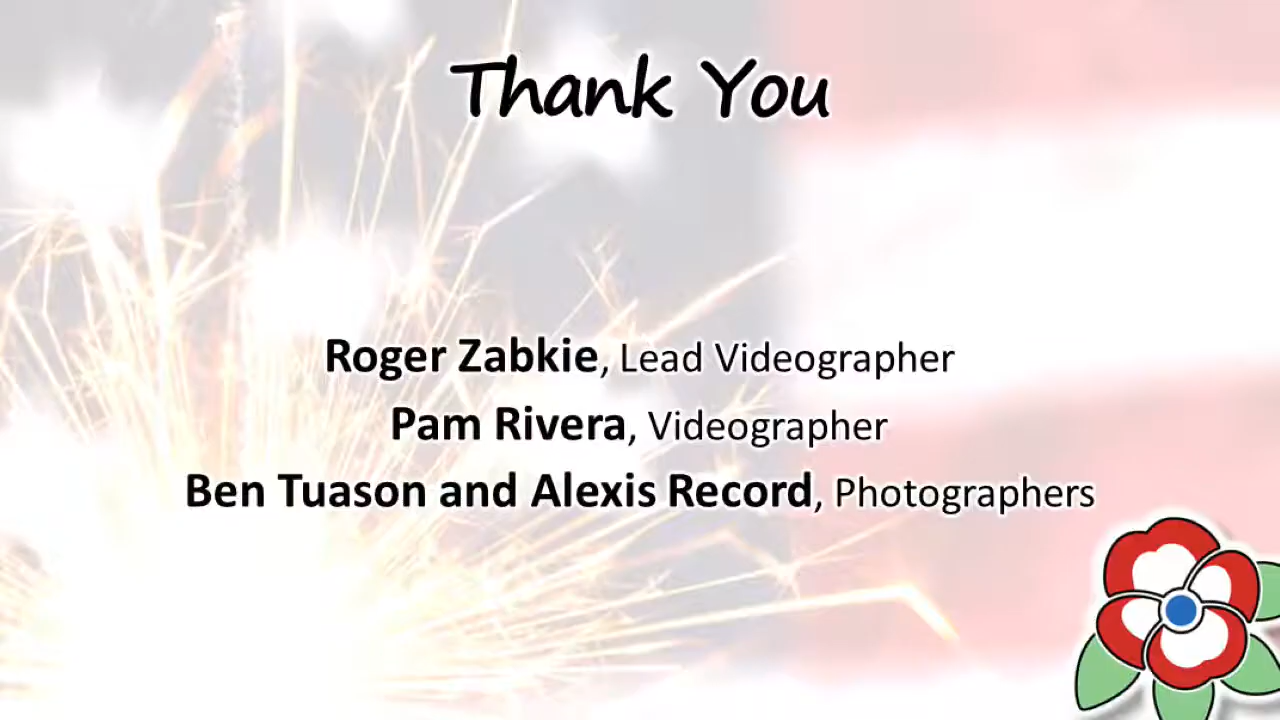 Thank You
Roger Zabkie, Lead Videographer
Pam Rivera, Videographer
Ben Tuason and Alexis Record, Photographers